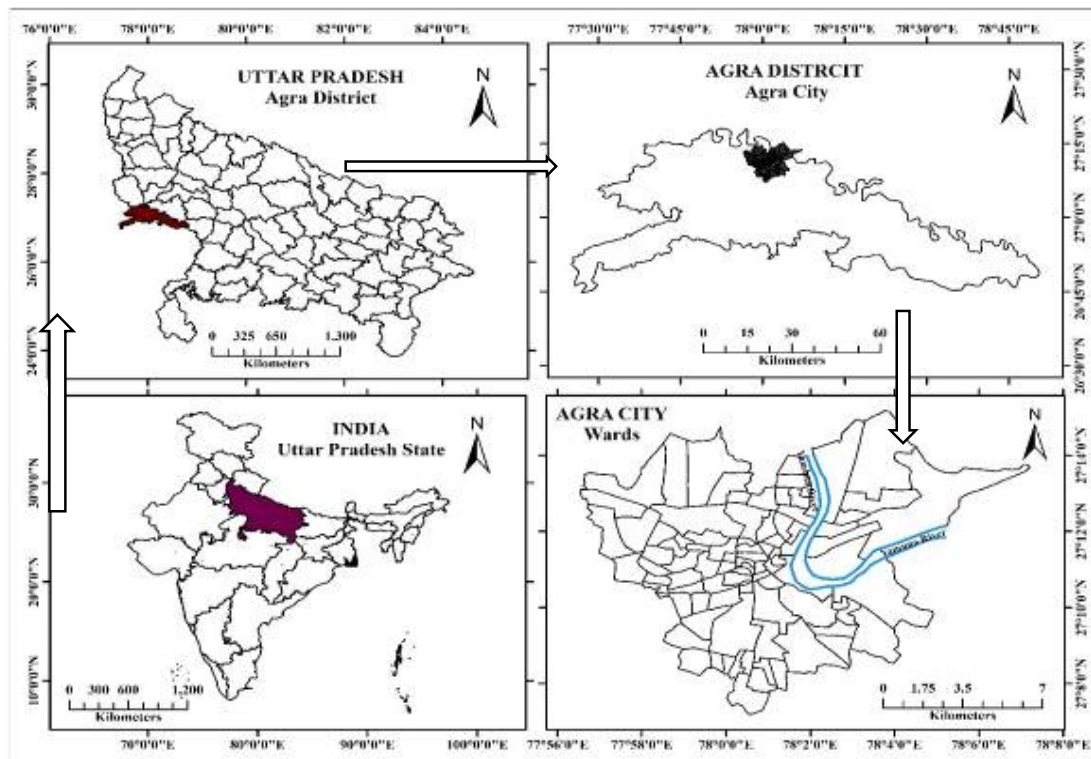 76°0'0"E 78°0'0"E 80°0'0"E 82°0'0"E 84°0'0"E
77°30'0"E 77°45'0"E 78°0'0"E 78°15'0"E 78°30'0"E 78°45'0"E
UTTAR PRADESH
Agra District
N
30°0'0"N
28°0'0"N
26°0'0"N
24°0'0"N
0 325 650 1,300
Kilometers
AGRA DISTRCIT
Agra City
N
27°15'0"N
27°0'0"N
26°45'0"N
26°30'0"N
0 15 30 60
Kilometers
INDIA
Uttar Pradesh State
N
30°0'0"N
20°0'0"N
10°0'0"N
0 300 600 1,200
Kilometers
70°0'0"E 80°0'0"E 90°0'0"E 100°0'0"E
AGRA CITY
Wards
N
Yamuna River
27°14'0"N
27°12'0"N
27°10'0"N
27°8'0"N
0 1.75 3.5 7
Kilometers
77°56'0"E 77°58'0"E 78°0'0"E 78°2'0"E 78°4'0"E 78°6'0"E 78°8'0"E